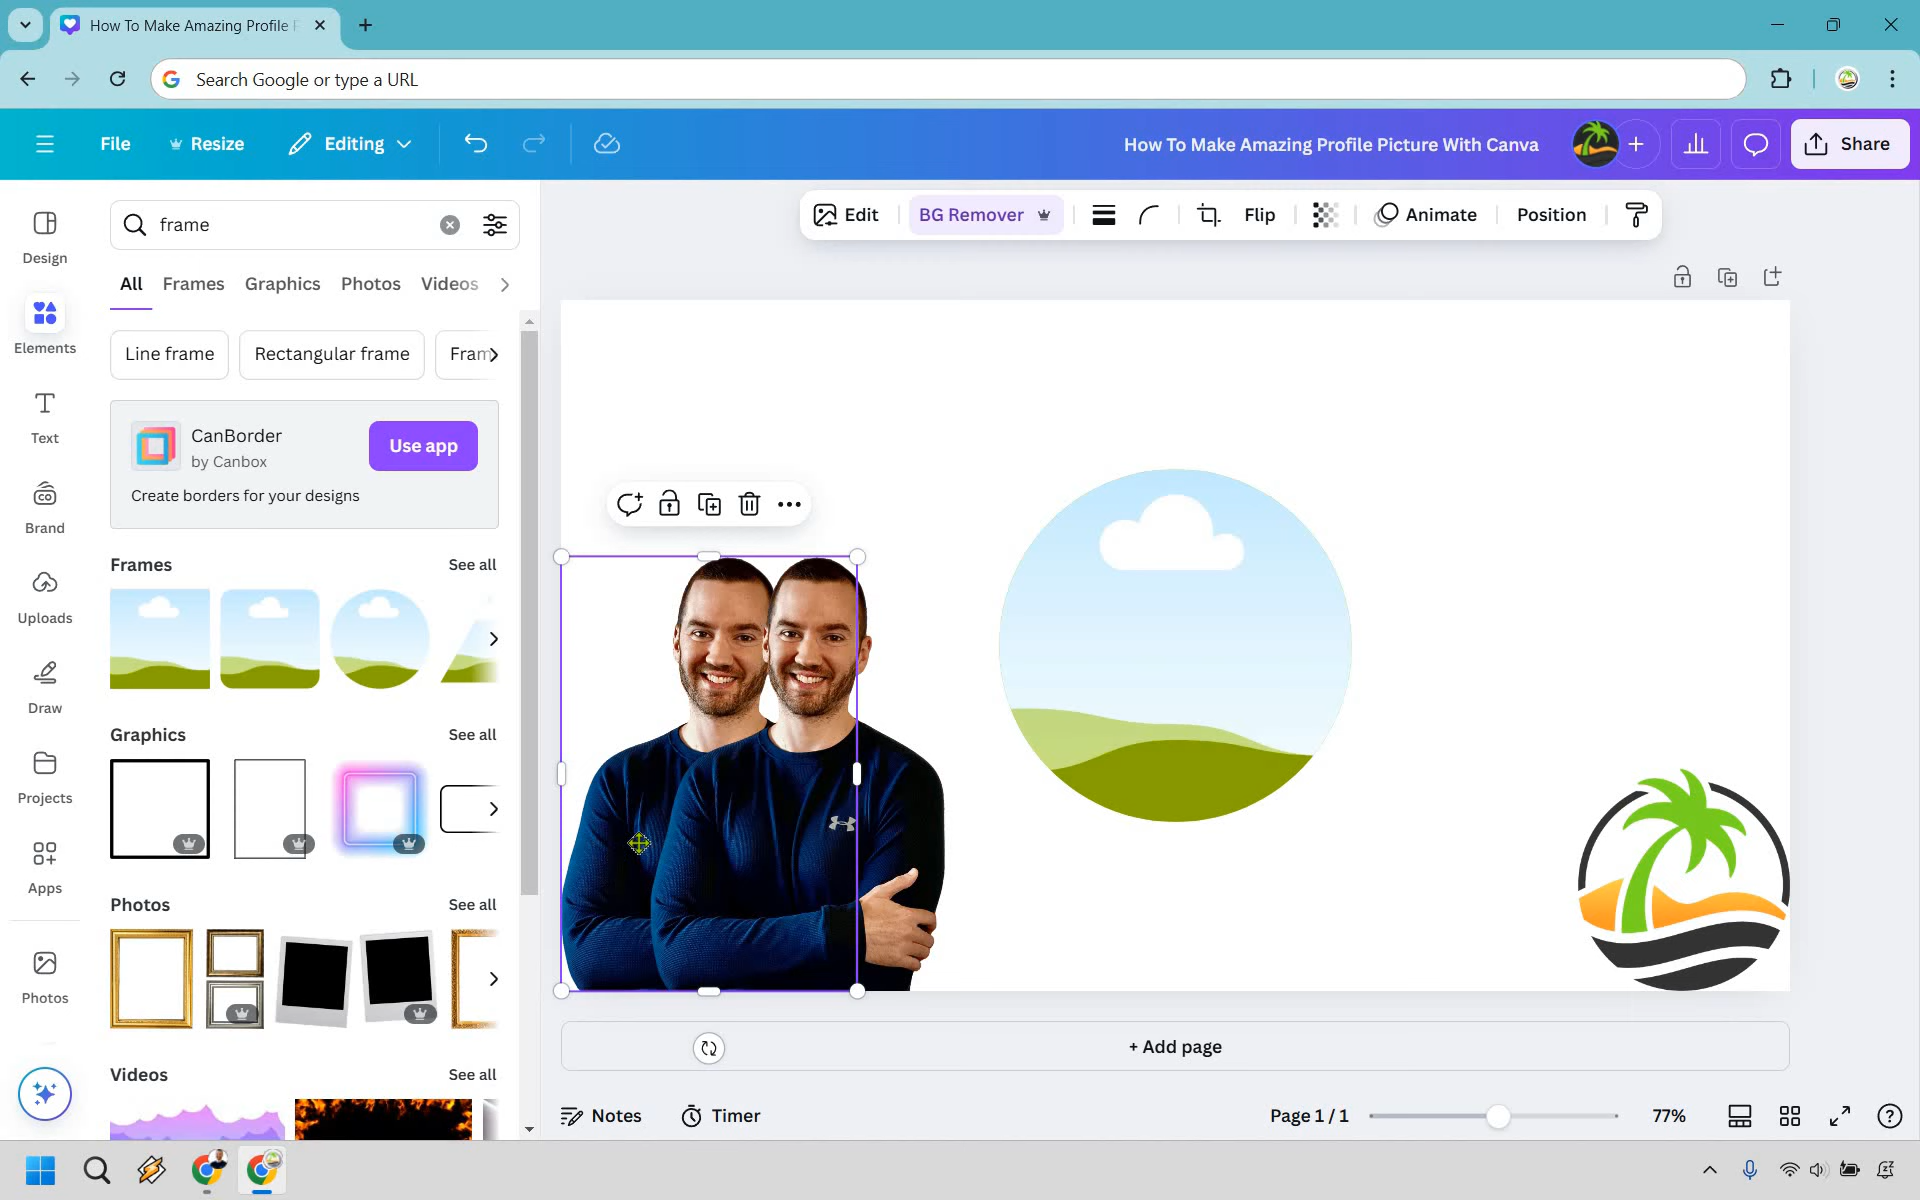 How To Make Amazing Profile
Search Google or type a URL
File
Resize
Editing
How To Make Amazing Profile Picture With Canva
Share
Design
Elements
Text
Brand
Uploads
Draw
Projects
Apps
Photos
frame
All
Frames
Graphics
Photos
Videos
Line frame
Rectangular frame
Fram
CanBorder
by Canbox
Use app
Create borders for your designs
Frames
See all
Graphics
See all
Photos
See all
Videos
See all
Edit
BG Remover
Flip
Animate
Position
+ Add page
Notes
Timer
Page 1 / 1
77%